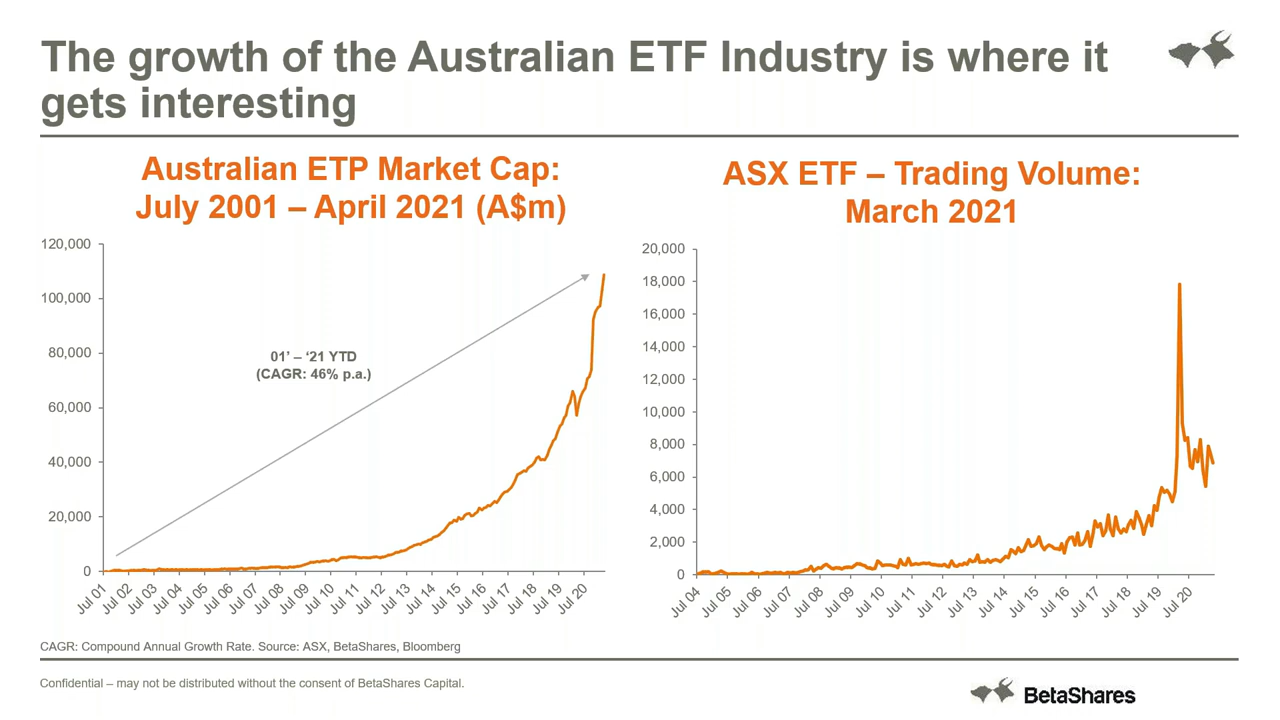 The growth of the Australian ETF Industry is where it
gets interesting
Australian ETP Market Cap:
July 2001 – April 2021 (A$m)
120,000
100,000
80,000
60,000
40,000
20,000
0
01’ – ‘21 YTD
(CAGR: 46% p.a.)
Jul 01
Jul 02
Jul 03
Jul 04
Jul 05
Jul 06
Jul 07
Jul 08
Jul 09
Jul 10
Jul 11
Jul 12
Jul 13
Jul 14
Jul 15
Jul 16
Jul 17
Jul 18
Jul 19
Jul 20
ASX ETF – Trading Volume:
March 2021
20,000
18,000
16,000
14,000
12,000
10,000
8,000
6,000
4,000
2,000
0
Jul 04
Jul 05
Jul 06
Jul 07
Jul 08
Jul 09
Jul 10
Jul 11
Jul 12
Jul 13
Jul 14
Jul 15
Jul 16
Jul 17
Jul 18
Jul 19
Jul 20
CAGR: Compound Annual Growth Rate. Source: ASX, BetaShares, Bloomberg
Confidential – may not be distributed without the consent of BetaShares Capital.
BetaShares